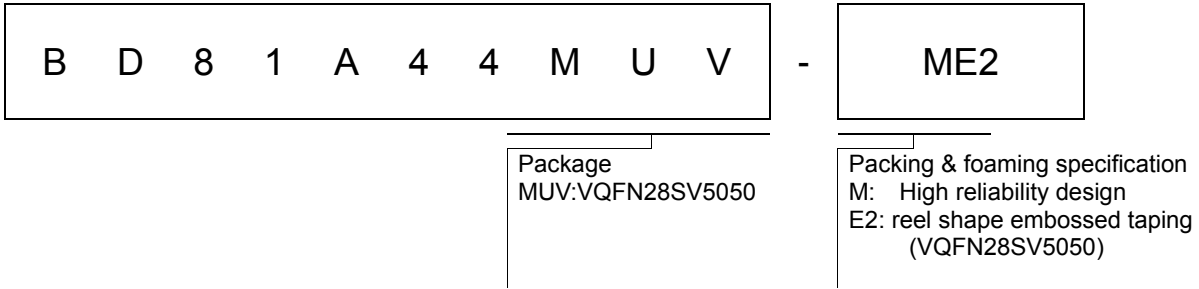 B D 8 1 A 4 4 M U V - ME2
Package
MUV:VQFN28SV5050
Packing & foaming specification
M: High reliability design
E2: reel shape embossed taping
(VQFN28SV5050)